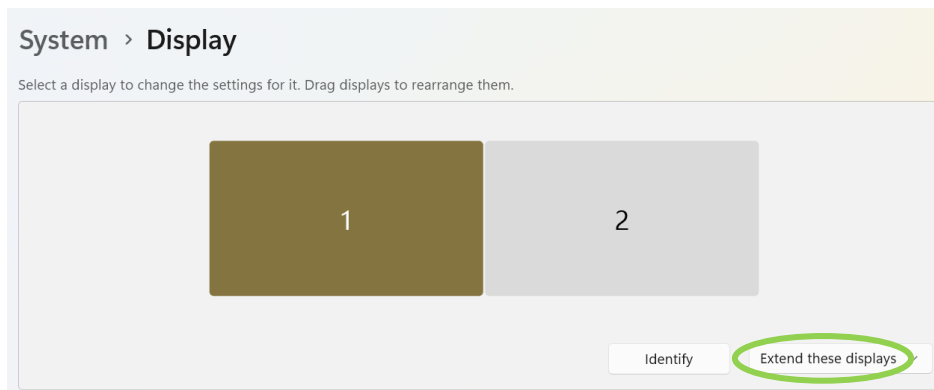 System > Display
Select a display to change the settings for it. Drag displays to rearrange them.
1 2
Identify Extend these displays